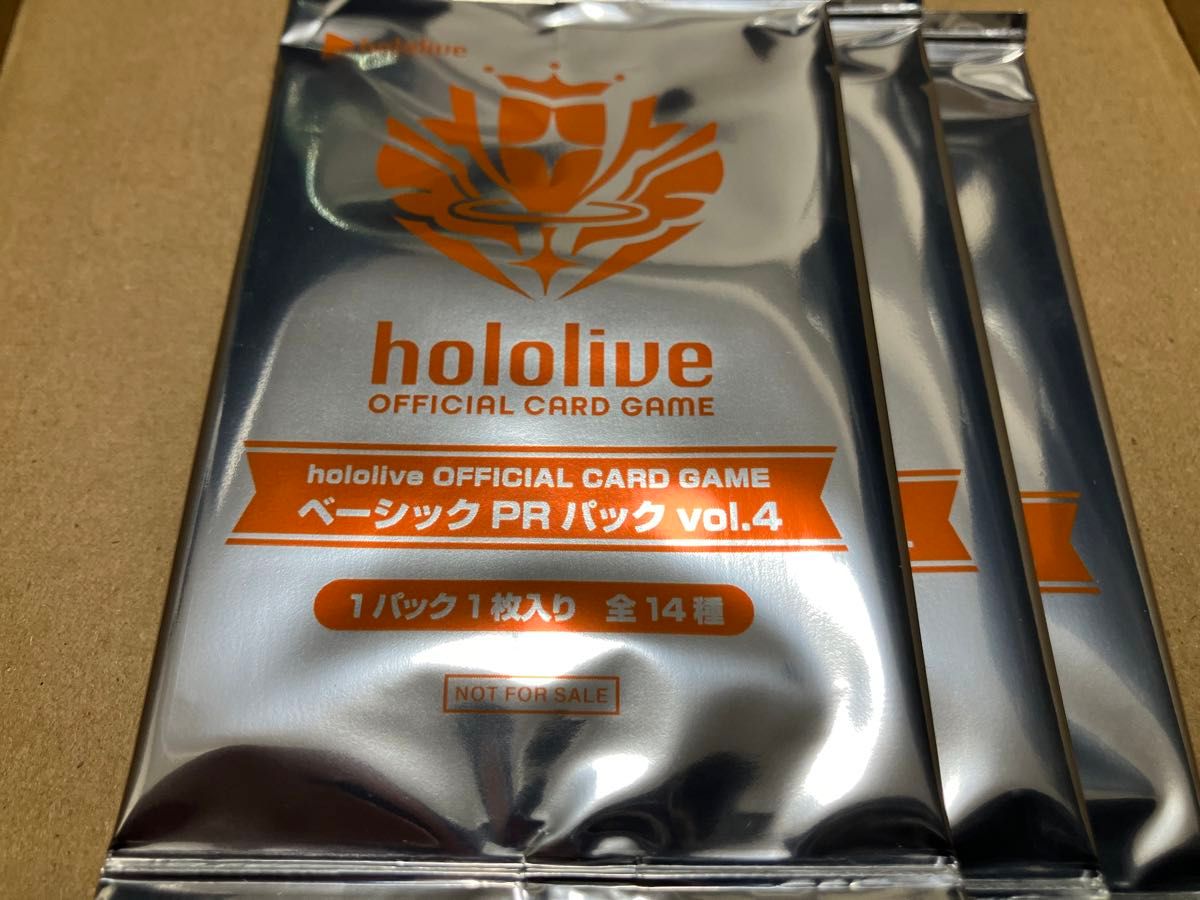 hololive
hololive
OFFICIAL CARD GAME
hololive OFFICIAL CARD GAME
ベーシック PR パック vol.4
1パック1枚入り 全14種
NOT FOR SALE